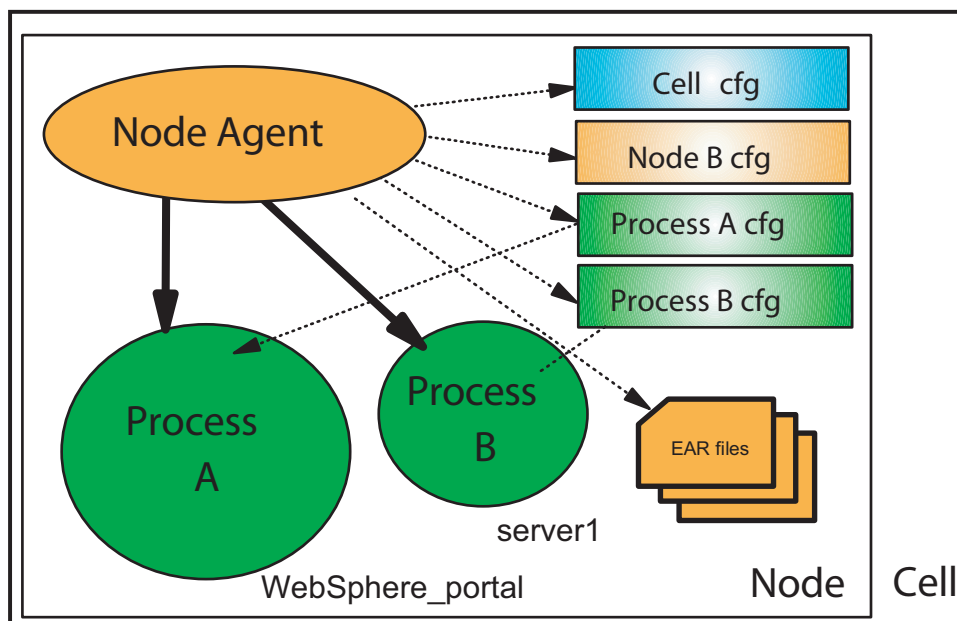 Node Agent
Cell cfg
Node B cfg
Process A cfg
Process B cfg
Process
A
Process
B
EAR files
server1
WebSphere_portal
Node
Cell